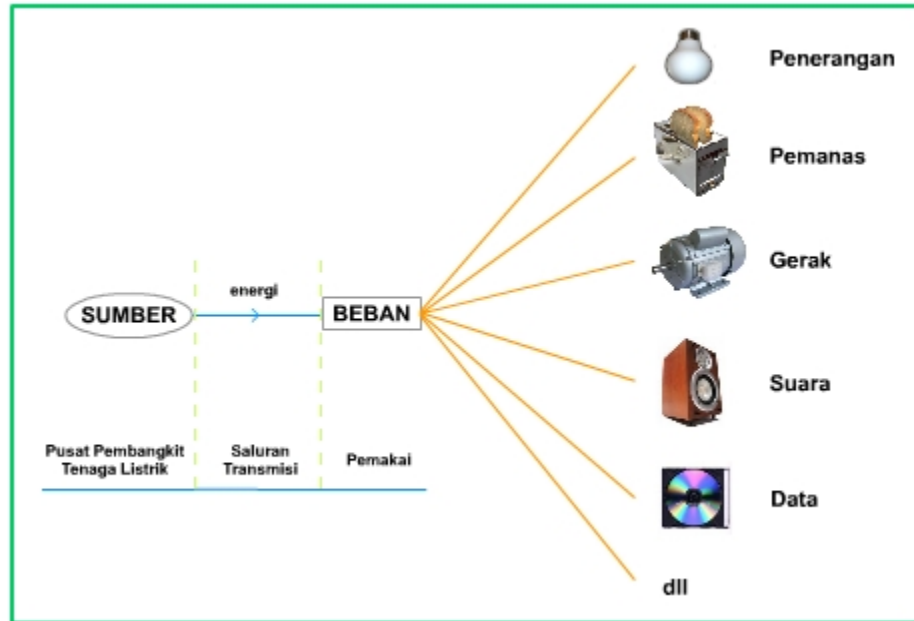 Penerangan
Pemanas
Gerak
energi
SUMBER
BEBAN
Suara
Pusat Pembangkit
Tenaga Listrik
Saluran
Transmisi
Pemakai
Data
dll